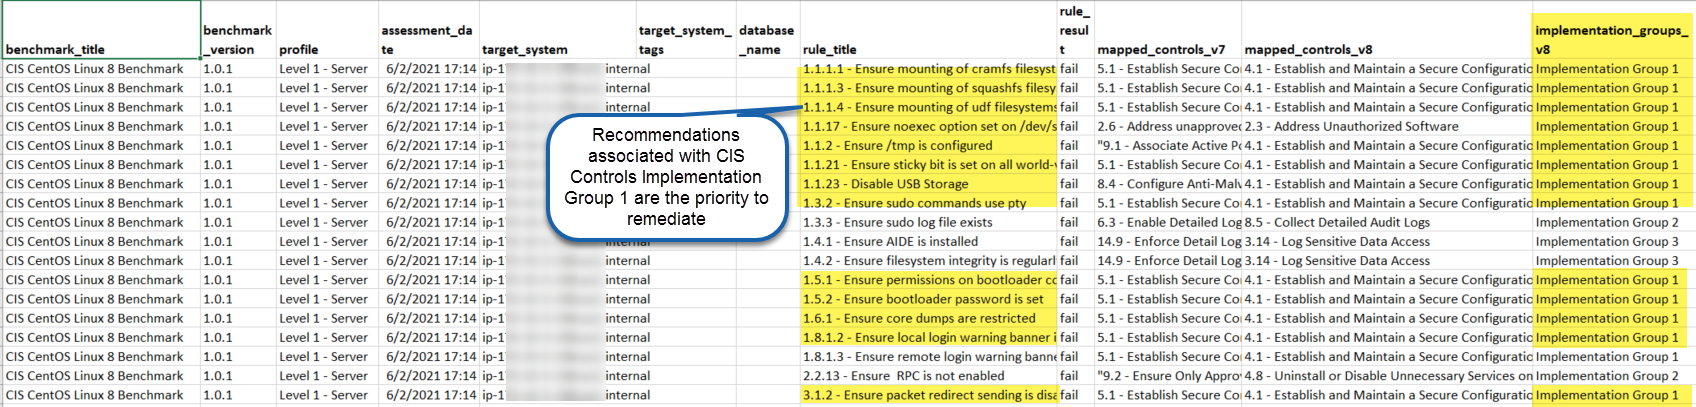 benchmark_title benchmark_version profile assessment_date target_system target_system_tags database_name rule_title rule_result mapped_controls_v7 mapped_controls_v8 implementation_groups_v8
CIS CentOS Linux 8 Benchmark 1.0.1 Level 1 - Server 6/2/2021 17:14 ip-1 internal 1.1.1.1 - Ensure mounting of cramfs filesyst fail 5.1 - Establish Secure Co 4.1 - Establish and Maintain a Secure Configuratio Implementation Group 1
CIS CentOS Linux 8 Benchmark 1.0.1 Level 1 - Server 6/2/2021 17:14 ip-1 internal 1.1.1.3 - Ensure mounting of squashfs filesy fail 5.1 - Establish Secure Co 4.1 - Establish and Maintain a Secure Configuratio Implementation Group 1
CIS CentOS Linux 8 Benchmark 1.0.1 Level 1 - Server 6/2/2021 17:14 ip-1 internal 1.1.1.4 - Ensure mounting of udf filesystems fail 5.1 - Establish Secure Co 4.1 - Establish and Maintain a Secure Configuratio Implementation Group 1
CIS CentOS Linux 8 Benchmark 1.0.1 Level 1 - Server 6/2/2021 17:14 ip-1 1.1.17 - Ensure noexec option set on /dev/s fail 2.6 - Address unapproved 2.3 - Address Unauthorized Software Implementation Group 1
CIS CentOS Linux 8 Benchmark 1.0.1 Level 1 - Server 6/2/2021 17:14 ip-1 1.1.2 - Ensure /tmp is configured fail "9.1 - Associate Active Po 4.1 - Establish and Maintain a Secure Configuratio Implementation Group 1
CIS CentOS Linux 8 Benchmark 1.0.1 Level 1 - Server 6/2/2021 17:14 ip-1 1.1.21 - Ensure sticky bit is set on all world- fail 5.1 - Establish Secure Co 4.1 - Establish and Maintain a Secure Configuratio Implementation Group 1
CIS CentOS Linux 8 Benchmark 1.0.1 Level 1 - Server 6/2/2021 17:14 ip-1 1.1.23 - Disable USB Storage fail 8.4 - Configure Anti-Malv 4.1 - Establish and Maintain a Secure Configuratio Implementation Group 1
CIS CentOS Linux 8 Benchmark 1.0.1 Level 1 - Server 6/2/2021 17:14 ip-1 1.3.2 - Ensure sudo commands use pty fail 5.1 - Establish Secure Co 4.1 - Establish and Maintain a Secure Configuratio Implementation Group 1
CIS CentOS Linux 8 Benchmark 1.0.1 Level 1 - Server 6/2/2021 17:14 ip-1 1.3.3 - Ensure sudo log file exists fail 6.3 - Enable Detailed Log 8.5 - Collect Detailed Audit Logs Implementation Group 2
CIS CentOS Linux 8 Benchmark 1.0.1 Level 1 - Server 6/2/2021 17:14 ip-1 internal 1.4.1 - Ensure AIDE is installed fail 14.9 - Enforce Detail Log 3.14 - Log Sensitive Data Access Implementation Group 3
CIS CentOS Linux 8 Benchmark 1.0.1 Level 1 - Server 6/2/2021 17:14 ip-1 internal 1.4.2 - Ensure filesystem integrity is regularl fail 14.9 - Enforce Detail Log 3.14 - Log Sensitive Data Access Implementation Group 3
CIS CentOS Linux 8 Benchmark 1.0.1 Level 1 - Server 6/2/2021 17:14 ip-1 internal 1.5.1 - Ensure permissions on bootloader co fail 5.1 - Establish Secure Co 4.1 - Establish and Maintain a Secure Configuratio Implementation Group 1
CIS CentOS Linux 8 Benchmark 1.0.1 Level 1 - Server 6/2/2021 17:14 ip-1 internal 1.5.2 - Ensure bootloader password is set fail 5.1 - Establish Secure Co 4.1 - Establish and Maintain a Secure Configuratio Implementation Group 1
CIS CentOS Linux 8 Benchmark 1.0.1 Level 1 - Server 6/2/2021 17:14 ip-1 internal 1.6.1 - Ensure core dumps are restricted fail 5.1 - Establish Secure Co 4.1 - Establish and Maintain a Secure Configuratio Implementation Group 1
CIS CentOS Linux 8 Benchmark 1.0.1 Level 1 - Server 6/2/2021 17:14 ip-1 internal 1.8.1.2 - Ensure local login warning banner i fail 5.1 - Establish Secure Co 4.1 - Establish and Maintain a Secure Configuratio Implementation Group 1
CIS CentOS Linux 8 Benchmark 1.0.1 Level 1 - Server 6/2/2021 17:14 ip-1 internal 1.8.1.3 - Ensure remote login warning bann fail 5.1 - Establish Secure Co 4.1 - Establish and Maintain a Secure Configuratio Implementation Group 1
CIS CentOS Linux 8 Benchmark 1.0.1 Level 1 - Server 6/2/2021 17:14 ip-1 internal 2.2.13 - Ensure RPC is not enabled fail "9.2 - Ensure Only Appro 4.8 - Uninstall or Disable Unnecessary Services on Implementation Group 2
CIS CentOS Linux 8 Benchmark 1.0.1 Level 1 - Server 6/2/2021 17:14 ip-1 internal 3.1.2 - Ensure packet redirect sending is disa fail 5.1 - Establish Secure Co 4.1 - Establish and Maintain a Secure Configuratio Implementation Group 1
Recommendations
associated with CIS
Controls Implementation
Group 1 are the priority to
remediate